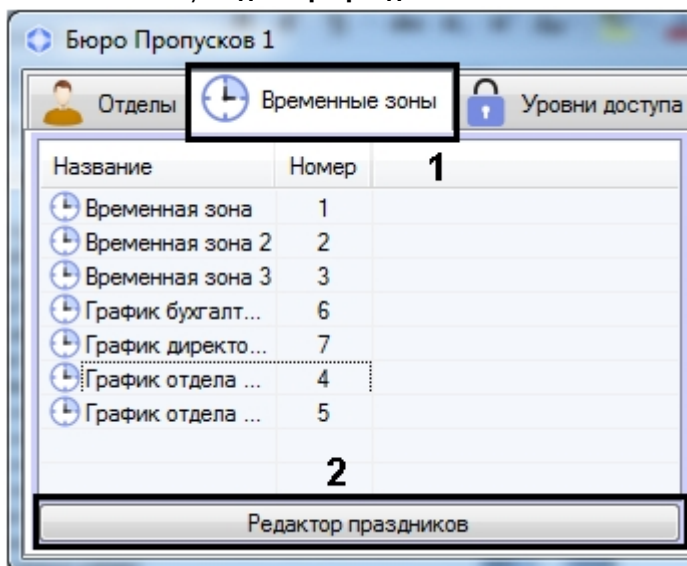 Бюро Пропусков 1
Отделы Временные зоны Уровни доступа
Название Номер 1
Временная зона 1
Временная зона 2 2
Временная зона 3 3
График бухгалт... 6
График директо... 7
График отдела ... 4
График отдела ... 5
2
Редактор праздников